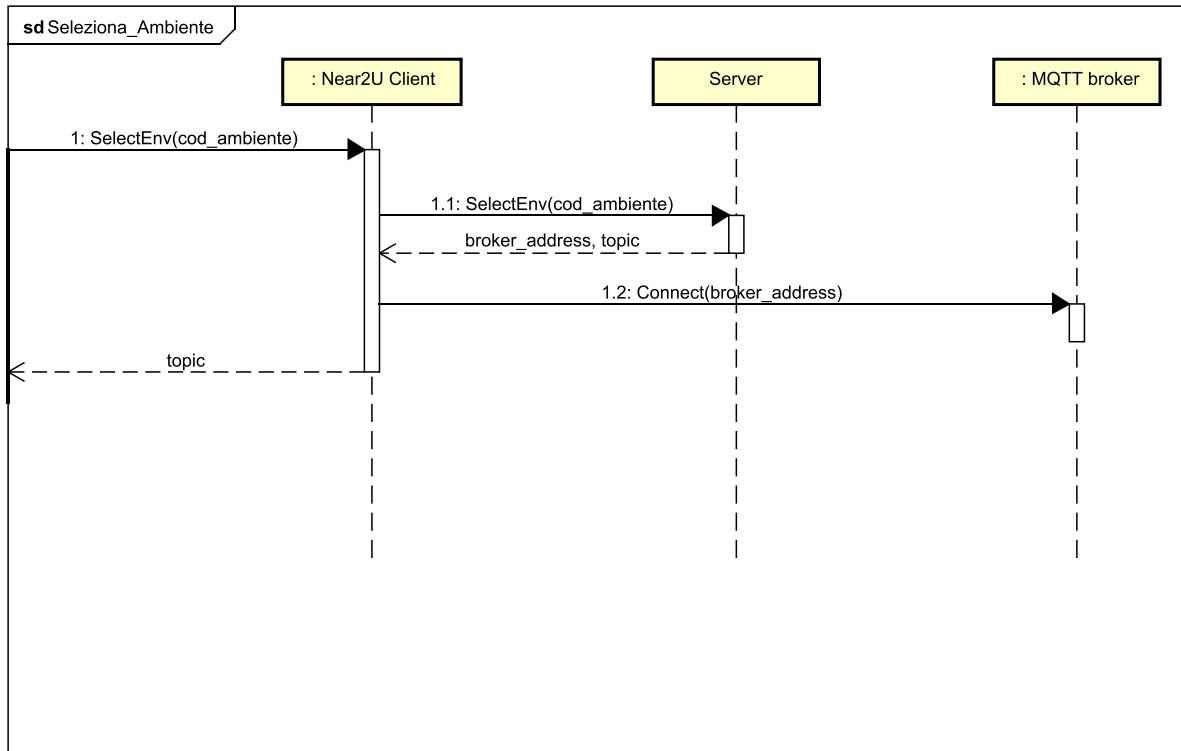 sd Seleziona_Ambiente
: Near2U Client
Server
: MQTT broker
1: SelectEnv(cod_ambiente)
1.1: SelectEnv(cod_ambiente)
broker_address, topic
1.2: Connect(broker_address)
topic